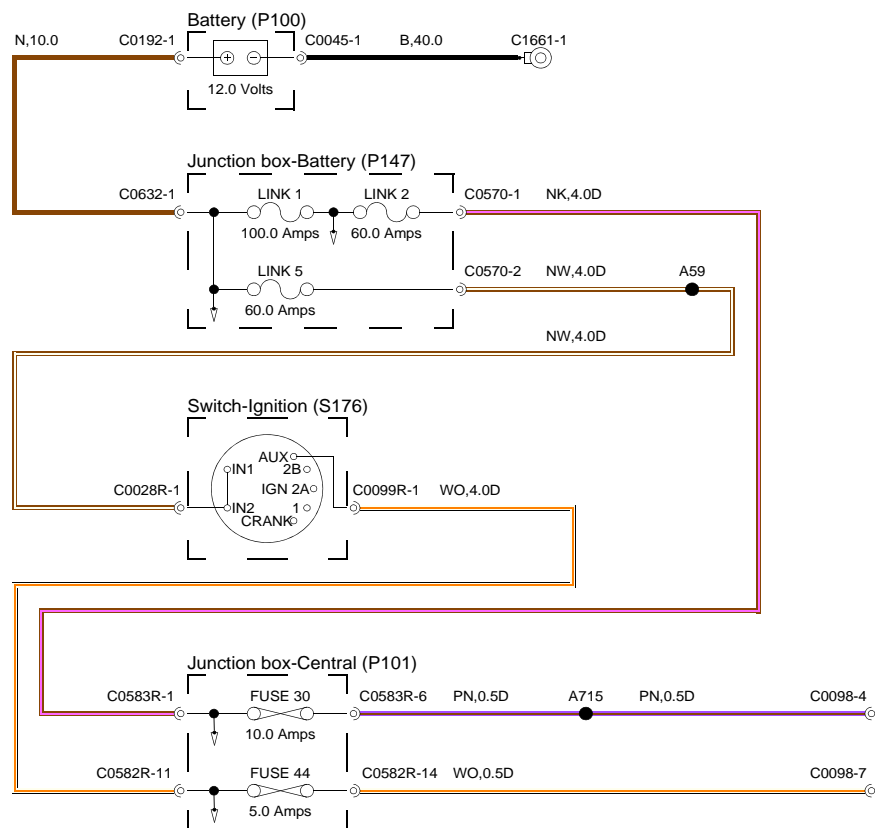 Battery (P100)
N,10.0 C0192-1 C0045-1 B,40.0 C1661-1
12.0 Volts
Junction box-Battery (P147)
C0632-1 LINK 1 LINK 2 C0570-1 NK,4.0D
100.0 Amps 60.0 Amps
LINK 5 C0570-2 NW,4.0D A59
60.0 Amps
NW,4.0D
Switch-Ignition (S176)
AUX
IN1 2B
C0028R-1 IGN 2A C0099R-1 WO,4.0D
IN2 1
CRANK
Junction box-Central (P101)
C0583R-1 FUSE 30 C0583R-6 PN,0.5D A715 PN,0.5D C0098-4
10.0 Amps
C0582R-11 FUSE 44 C0582R-14 WO,0.5D C0098-7
5.0 Amps